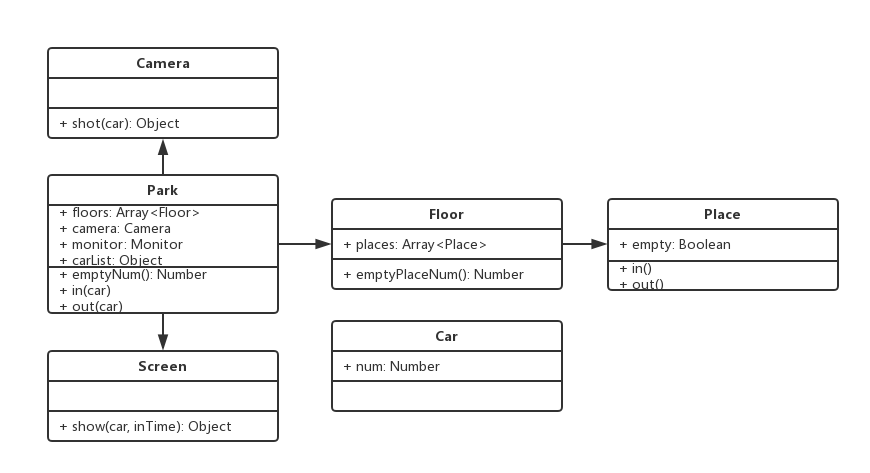 Camera
+ shot(car): Object
Park
+ floors: Array<Floor>
+ camera: Camera
+ monitor: Monitor
+ carList: Object
+ emptyNum(): Number
+ in(car)
+ out(car)
Floor
+ places: Array<Place>
+ emptyPlaceNum(): Number
Place
+ empty: Boolean
+ in()
+ out()
Screen
+ show(car, inTime): Object
Car
+ num: Number